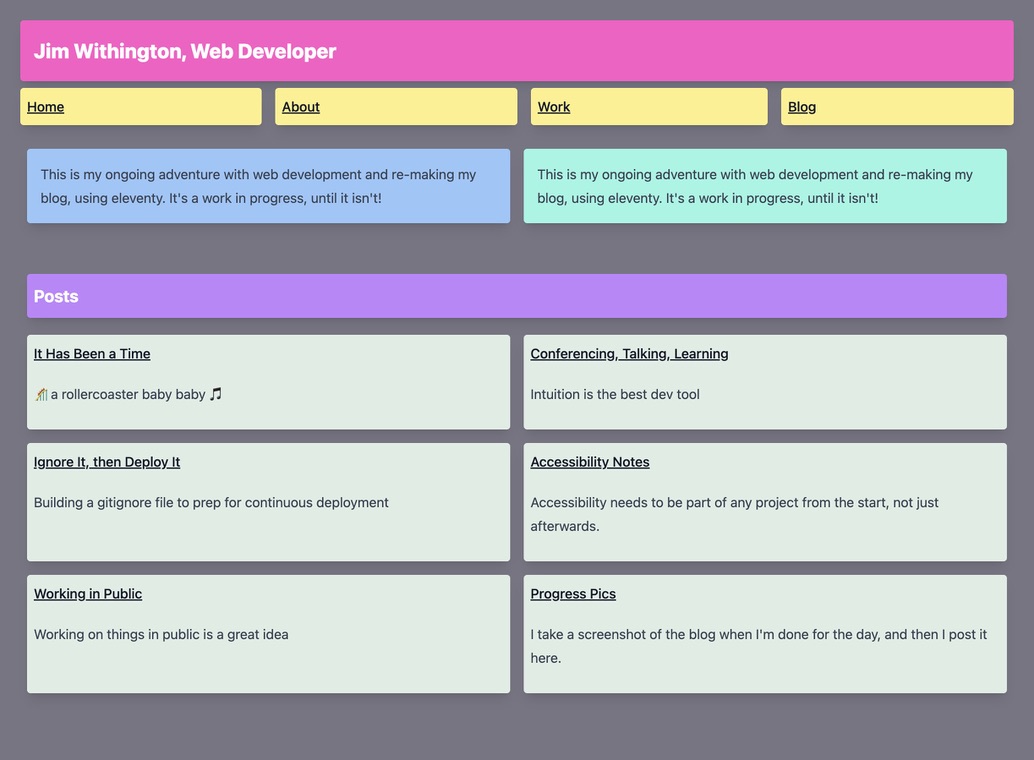 Jim Withington, Web Developer
Home
About
Work
Blog
This is my ongoing adventure with web development and re-making my
blog, using eleventy. It's a work in progress, until it isn't!
This is my ongoing adventure with web development and re-making my
blog, using eleventy. It's a work in progress, until it isn't!
Posts
It Has Been a Time
🎢 a rollercoaster baby baby 🎵
Conferencing, Talking, Learning
Intuition is the best dev tool
Ignore It, then Deploy It
Building a gitignore file to prep for continuous deployment
Accessibility Notes
Accessibility needs to be part of any project from the start, not just
afterwards.
Working in Public
Working on things in public is a great idea
Progress Pics
I take a screenshot of the blog when I'm done for the day, and then I post it
here.